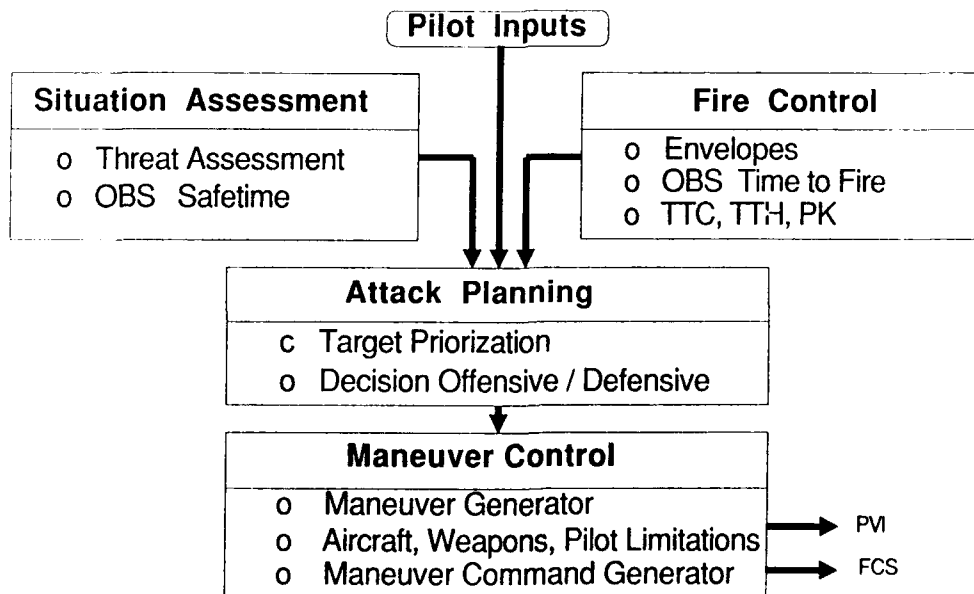 Pilot Inputs
Situation Assessment
o Threat Assessment
o OBS Safetime
Fire Control
o Envelopes
o OBS Time to Fire
o TTC, TTH, PK
Attack Planning
c Target Priorization
o Decision Offensive / Defensive
Maneuver Control
o Maneuver Generator
o Aircraft, Weapons, Pilot Limitations
o Maneuver Command Generator
PVI
FCS